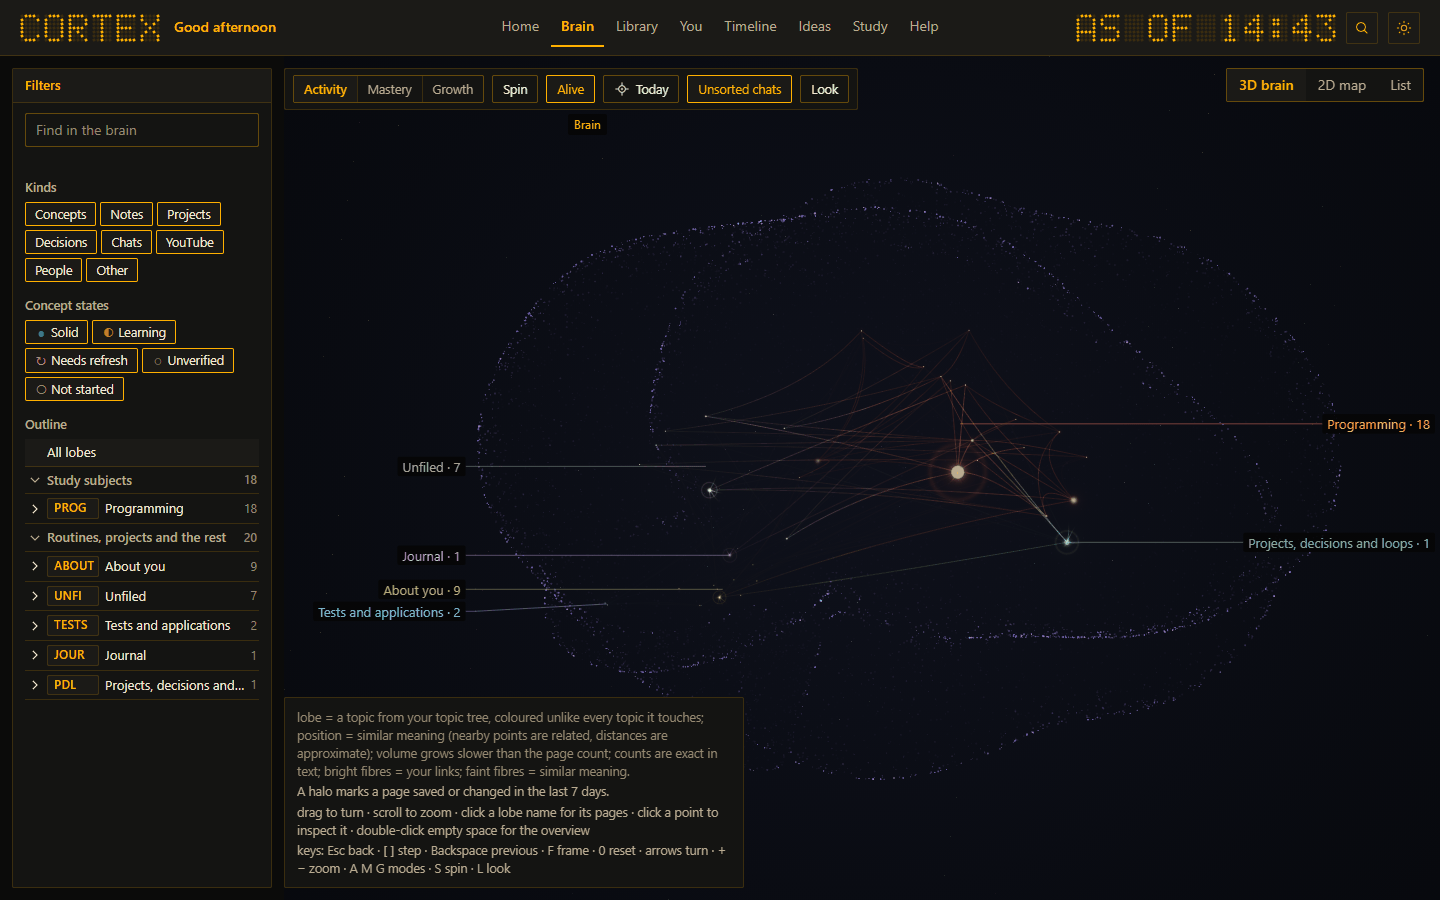 CORTEX
Good afternoon
Home
Brain
Library
You
Timeline
Ideas
Study
Help
AS OF 14:43
Filters
Find in the brain
Kinds
Concepts
Notes
Projects
Decisions
Chats
YouTube
People
Other
Concept states
Solid
Learning
Needs refresh
Unverified
Not started
Outline
All lobes
Study subjects 18
PROG Programming 18
Routines, projects and the rest 20
ABOUT About you 9
UNFI Unfiled 7
TESTS Tests and applications 2
JOUR Journal 1
PDL Projects, decisions and... 1
Activity
Mastery
Growth
Spin
Alive
Today
Unsorted chats
Look
3D brain
2D map
List
Brain
Programming · 18
Unfiled · 7
Projects, decisions and loops · 1
Journal · 1
About you · 9
Tests and applications · 2
lobe = a topic from your topic tree, coloured unlike every topic it touches;
position = similar meaning (nearby points are related, distances are
approximate); volume grows slower than the page count; counts are exact in
text; bright fibres = your links; faint fibres = similar meaning.
A halo marks a page saved or changed in the last 7 days.
drag to turn · scroll to zoom · click a lobe name for its pages · click a point to
inspect it · double-click empty space for the overview
keys: Esc back · [ ] step · Backspace previous · F frame · 0 reset · arrows turn · +
− zoom · A M G modes · S spin · L look